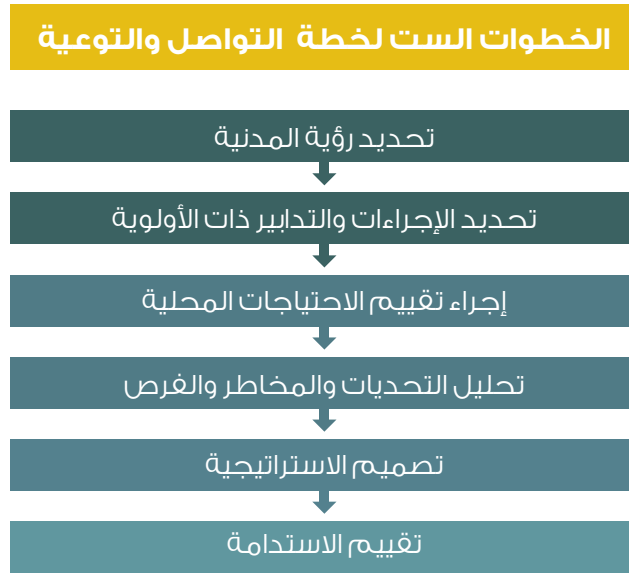 الخطوات الست لخطة التواصل والتوعية
تحديد رؤية المدنية
تحديد الإجراءات والتدابير ذات الأولوية
إجراء تقييم الاحتياجات المحلية
تحليل التحديات والمخاطر والفرص
تصميم الاستراتيجية
تقييم الاستدامة